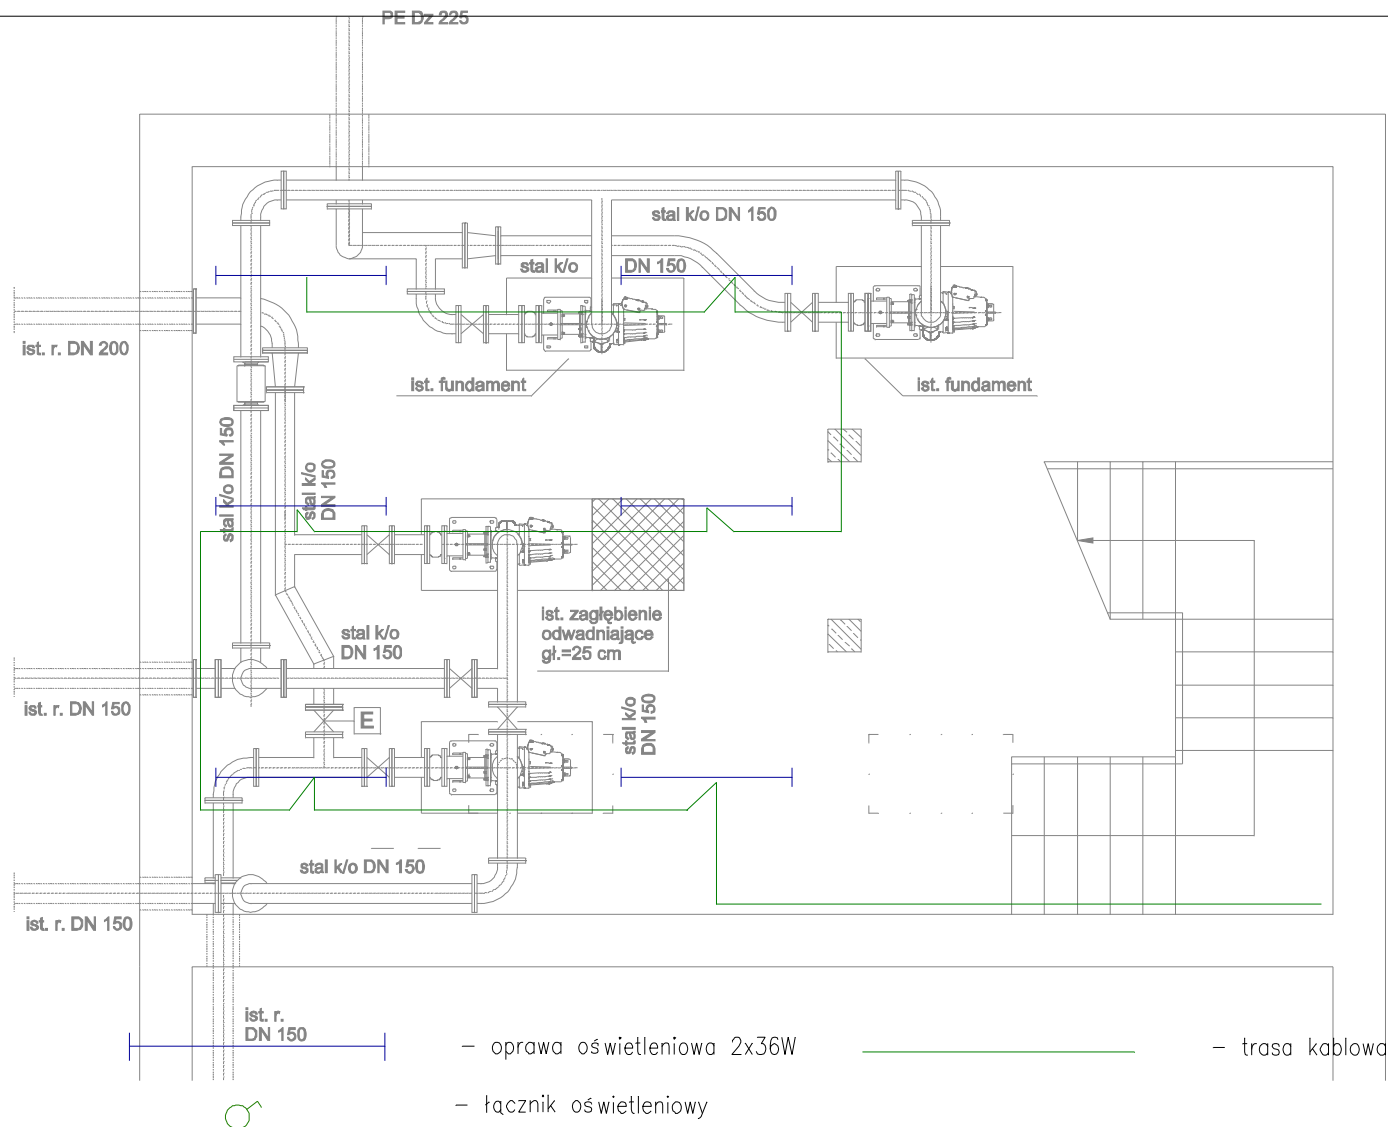 PE Dz 225
stal k/o DN 150
stal k/o
DN 150
ist. r. DN 200
ist. fundament
ist. fundament
stal k/o DN 150
stal k/o
DN 150
ist. zagłębienie
odwadniające
gł.=25 cm
stal k/o
DN 150
ist. r. DN 150
E
stal k/o
DN 150
stal k/o DN 150
ist. r. DN 150
ist. r.
DN 150
– oprawa oświetleniowa 2x36W
– trasa kablowa
– łącznik oświetleniowy